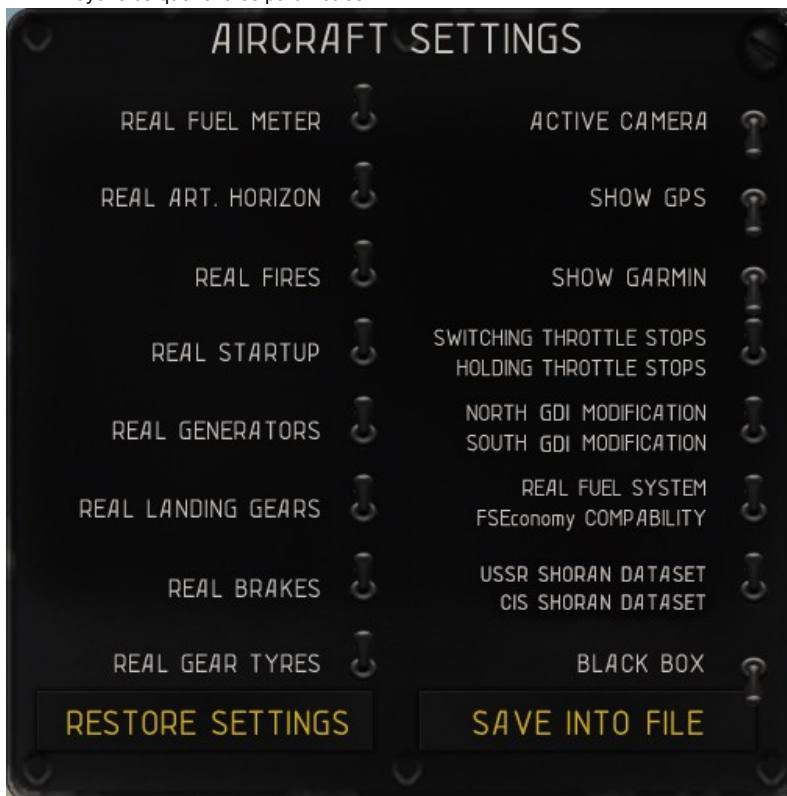 AIRCRAFT SETTINGS
REAL FUEL METER
REAL ART. HORIZON
REAL FIRES
REAL STARTUP
REAL GENERATORS
REAL LANDING GEARS
REAL BRAKES
REAL GEAR TYRES
RESTORE SETTINGS
ACTIVE CAMERA
SHOW GPS
SHOW GARMIN
SWITCHING THROTTLE STOPS
HOLDING THROTTLE STOPS
NORTH GDI MODIFICATION
SOUTH GDI MODIFICATION
REAL FUEL SYSTEM
FSEconomy COMPABILITY
USSR SHORAN DATASET
CIS SHORAN DATASET
BLACK BOX
SAVE INTO FILE